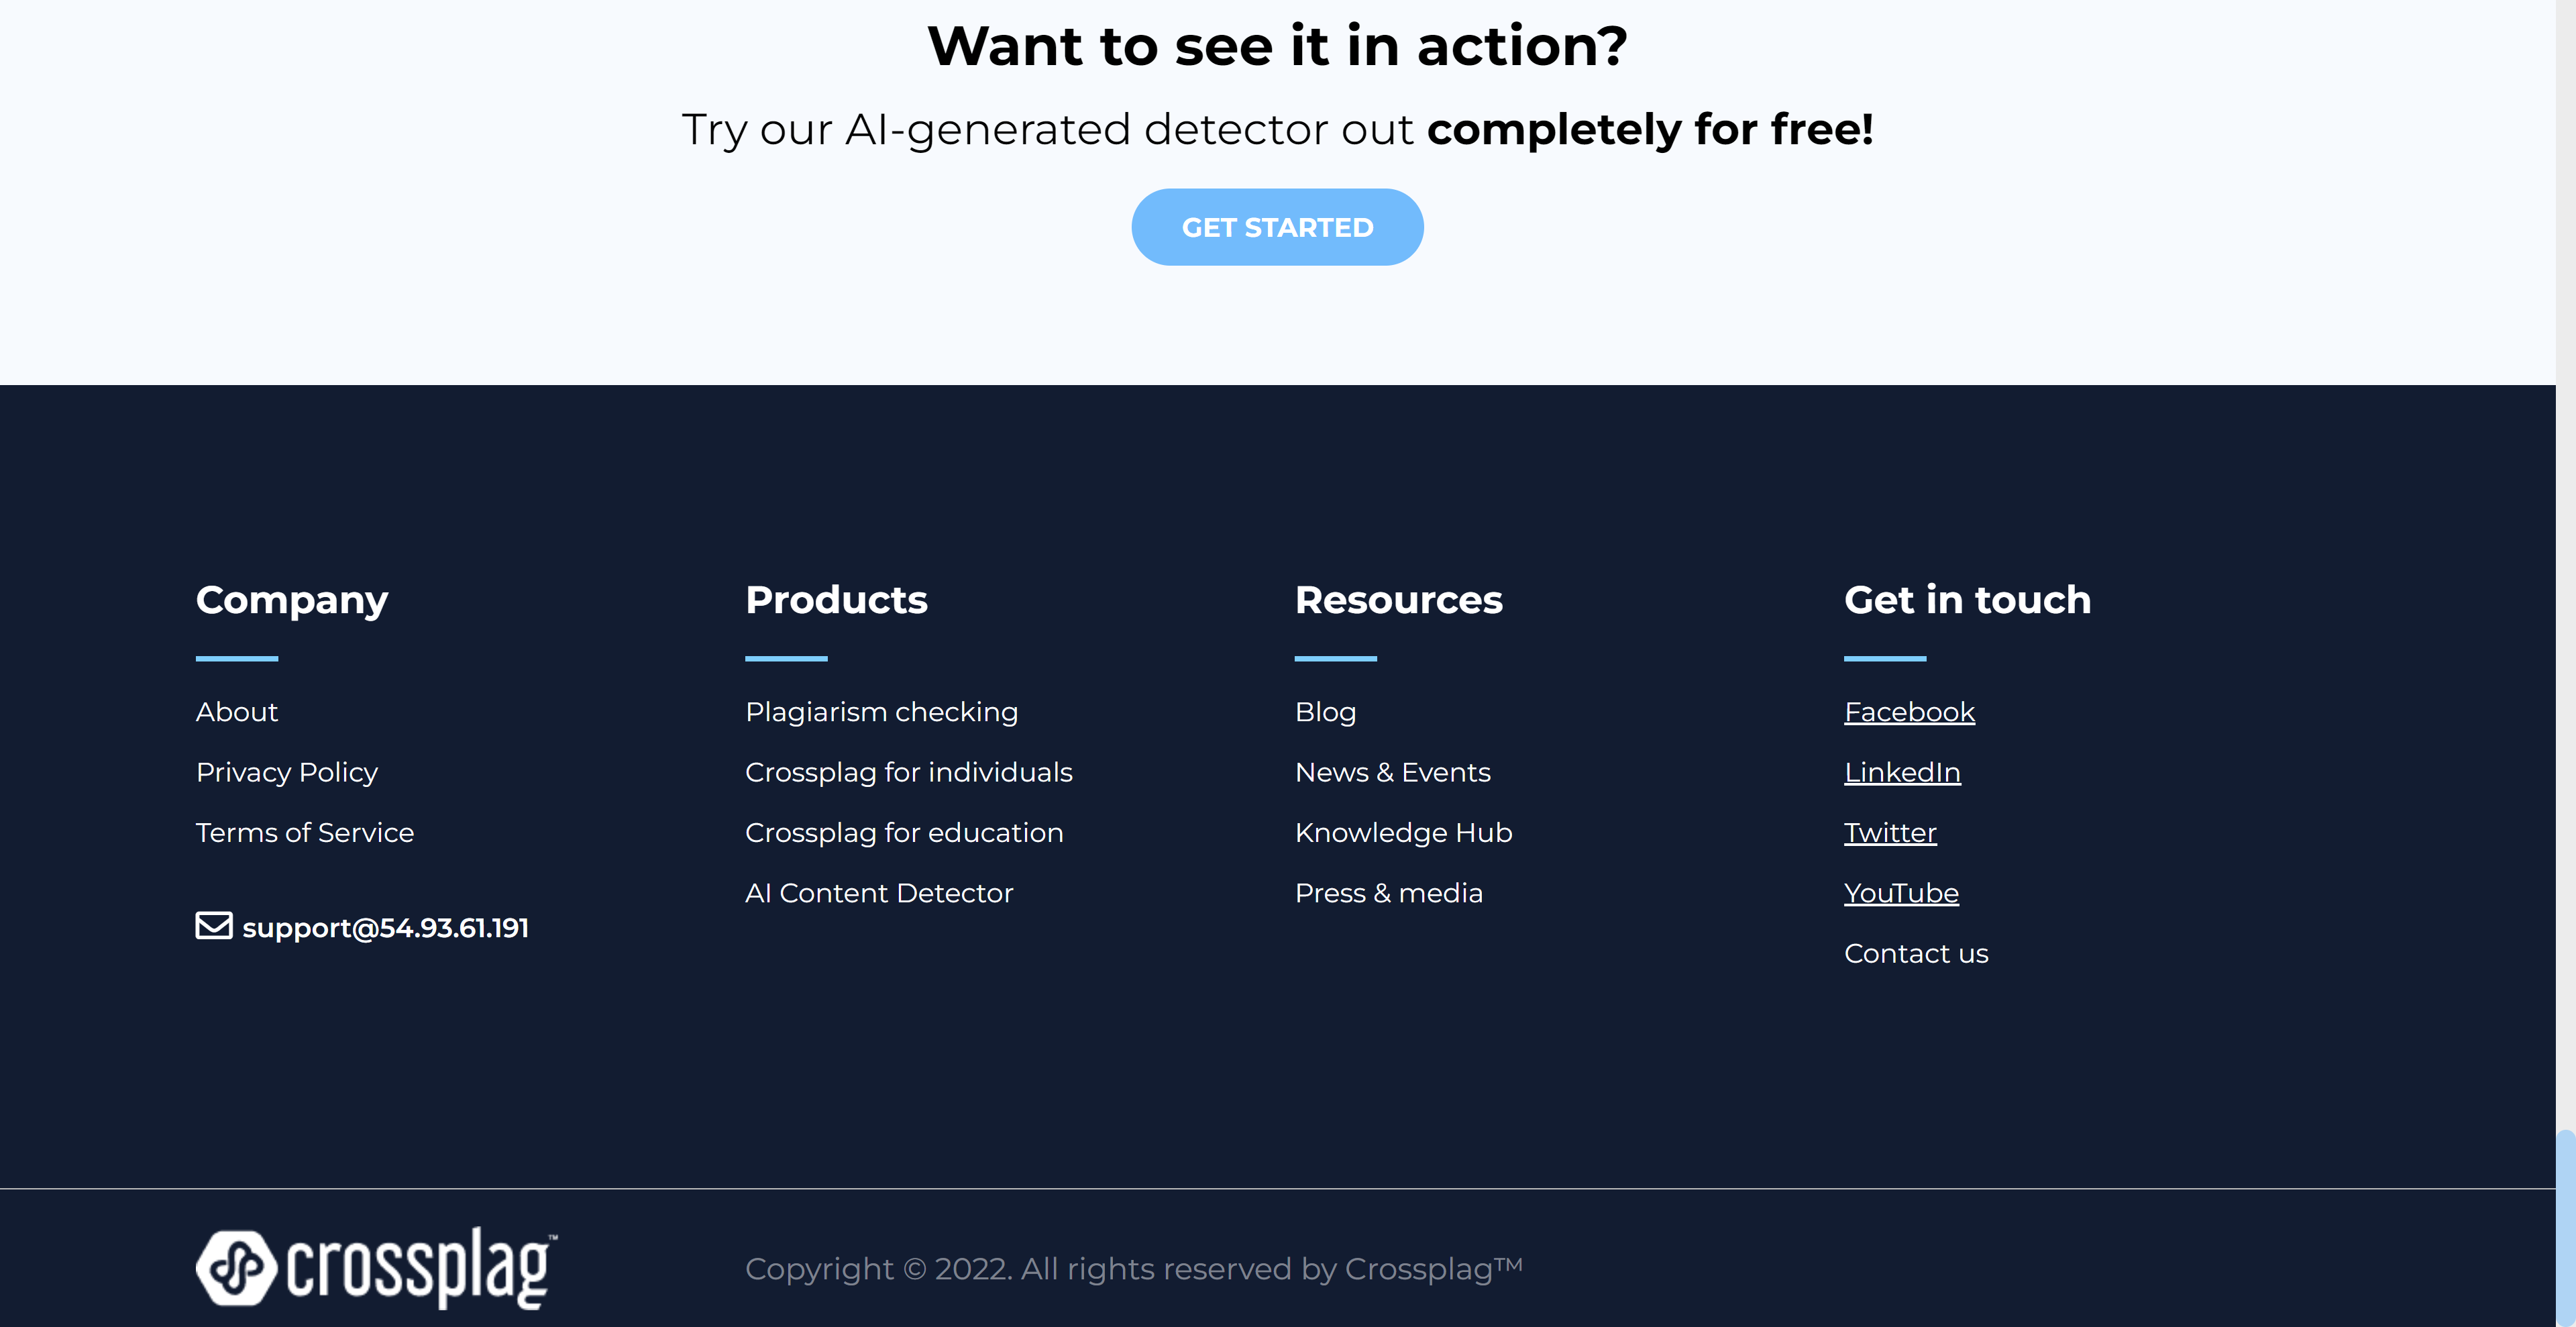 Want to see it in action?
Try our AI-generated detector out completely for free!
GET STARTED
Company
About
Privacy Policy
Terms of Service
support@54.93.61.191
Products
Plagiarism checking
Crossplag for individuals
Crossplag for education
AI Content Detector
Resources
Blog
News & Events
Knowledge Hub
Press & media
Get in touch
Facebook
LinkedIn
Twitter
YouTube
Contact us
crossplag™
Copyright © 2022. All rights reserved by Crossplag™